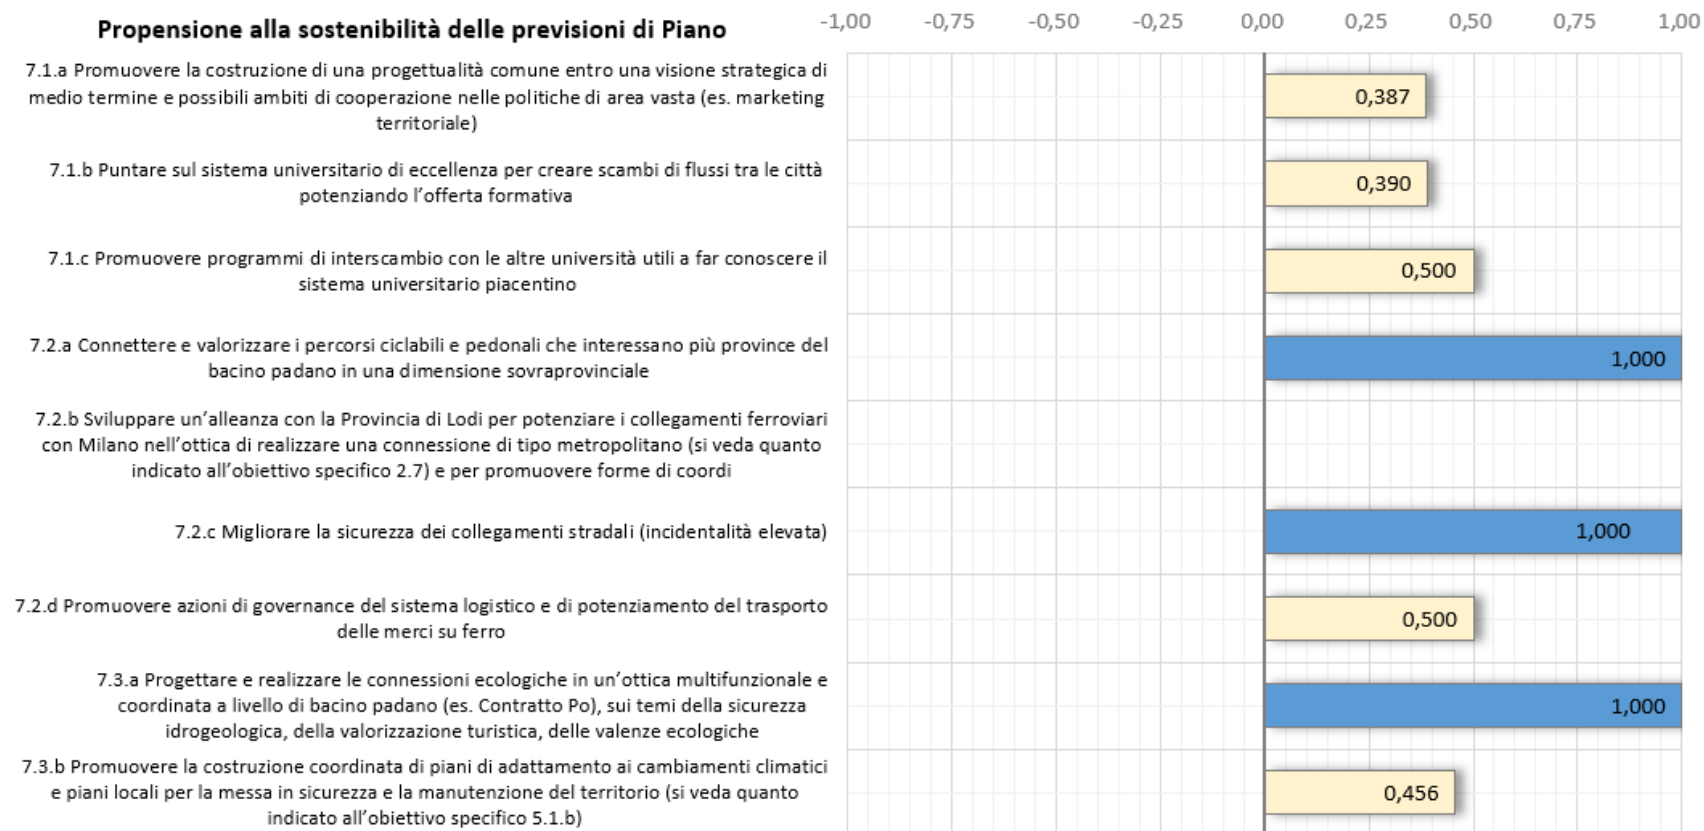 Propensione alla sostenibilità delle previsioni di Piano
-1,00 -0,75 -0,50 -0,25 0,00 0,25 0,50 0,75 1,00
7.1.a Promuovere la costruzione di una progettualità comune entro una visione strategica di
medio termine e possibili ambiti di cooperazione nelle politiche di area vasta (es. marketing
territoriale)
0,387
7.1.b Puntare sul sistema universitario di eccellenza per creare scambi di flussi tra le città
potenziando l'offerta formativa
0,390
7.1.c Promuovere programmi di interscambio con le altre università utili a far conoscere il
sistema universitario piacentino
0,500
7.2.a Connettere e valorizzare i percorsi ciclabili e pedonali che interessano più province del
bacino padano in una dimensione sovraprovinciale
1,000
7.2.b Sviluppare un'alleanza con la Provincia di Lodi per potenziare i collegamenti ferroviari
con Milano nell'ottica di realizzare una connessione di tipo metropolitano (si veda quanto
indicato all'obiettivo specifico 2.7) e per promuovere forme di coordi
7.2.c Migliorare la sicurezza dei collegamenti stradali (incidentalità elevata)
1,000
7.2.d Promuovere azioni di governance del sistema logistico e di potenziamento del trasporto
delle merci su ferro
0,500
7.3.a Progettare e realizzare le connessioni ecologiche in un'ottica multifunzionale e
coordinata a livello di bacino padano (es. Contratto Po), sui temi della sicurezza
idrogeologica, della valorizzazione turistica, delle valenze ecologiche
1,000
7.3.b Promuovere la costruzione coordinata di piani di adattamento ai cambiamenti climatici
e piani locali per la messa in sicurezza e la manutenzione del territorio (si veda quanto
indicato all'obiettivo specifico 5.1.b)
0,456